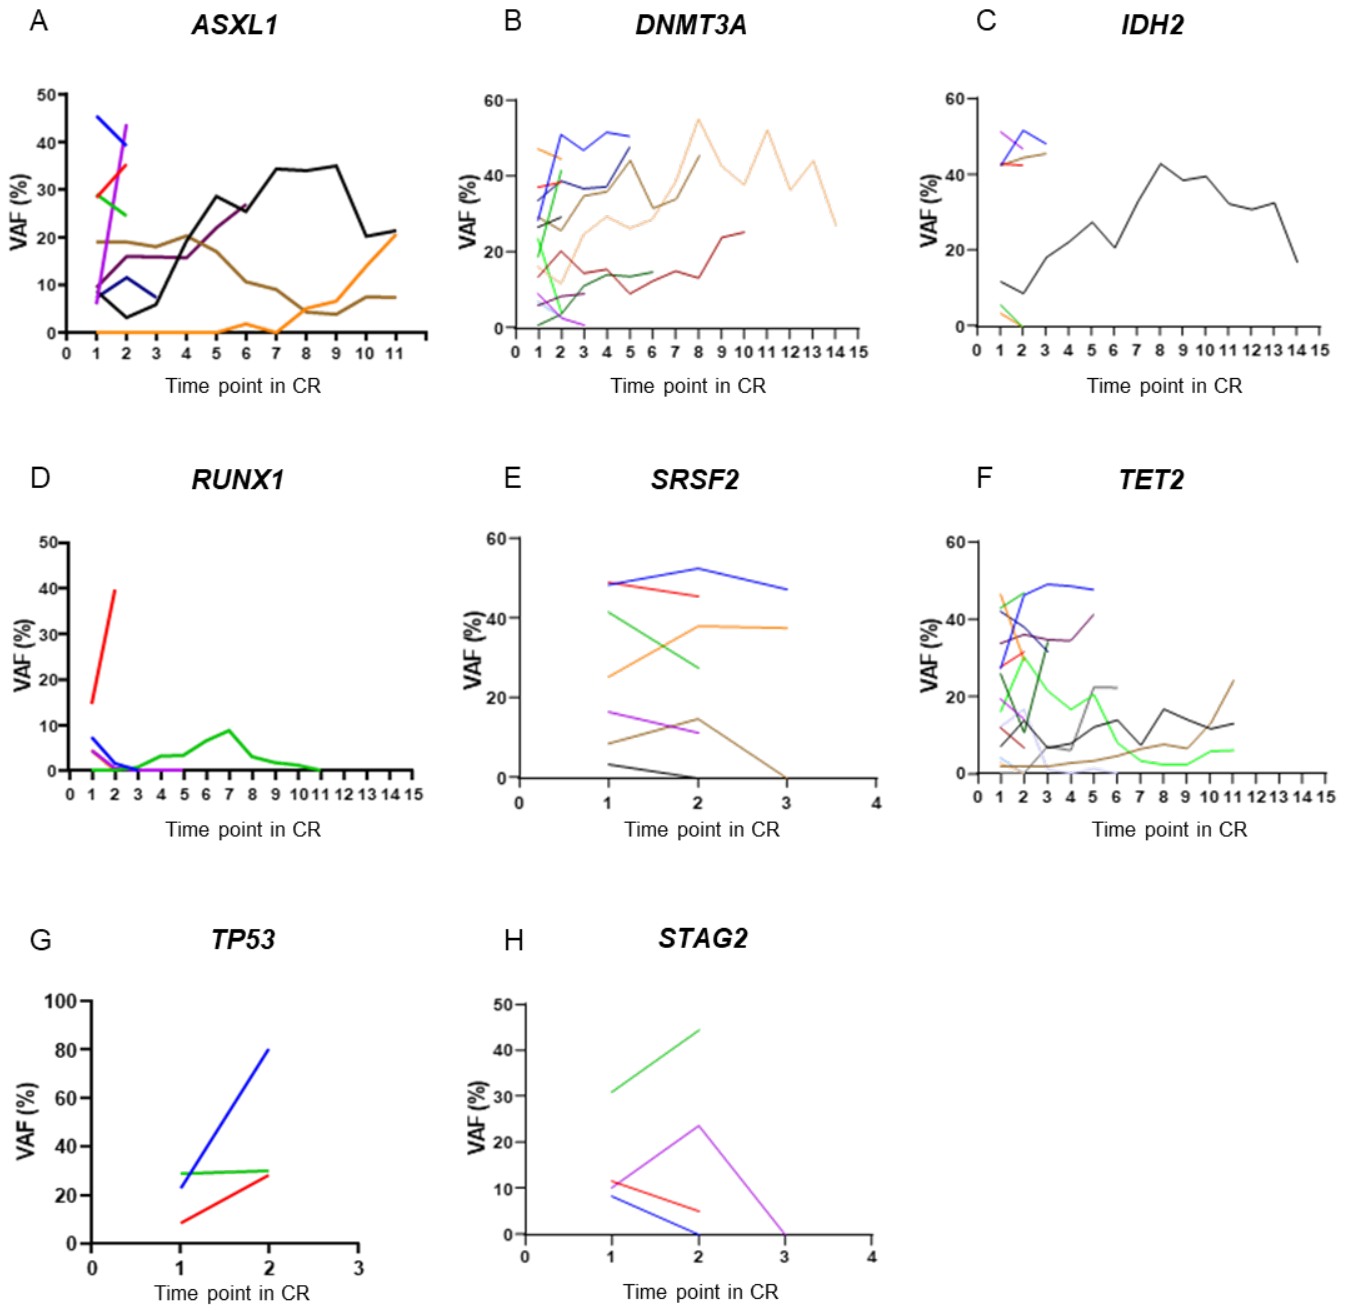 A ASXL1 B DNMT3A C IDH2
50 40 30 20 10 0
VAF (%)
0 1 2 3 4 5 6 7 8 9 10 11
Time point in CR
60 40 20 0
VAF (%)
0 1 2 3 4 5 6 7 8 9 10 11 12 13 14 15
Time point in CR
60 40 20 0
VAF (%)
0 1 2 3 4 5 6 7 8 9 10 11 12 13 14 15
Time point in CR
D RUNX1 E SRSF2 F TET2
50 40 30 20 10 0
VAF (%)
0 1 2 3 4 5 6 7 8 9 10 11 12 13 14 15
Time point in CR
60 40 20 0
VAF (%)
0 1 2 3 4
Time point in CR
60 40 20 0
VAF (%)
0 1 2 3 4 5 6 7 8 9 10 11 12 13 14 15
Time point in CR
G TP53 H STAG2
100 80 60 40 20 0
VAF (%)
0 1 2 3
Time point in CR
50 40 30 20 10 0
VAF (%)
0 1 2 3 4
Time point in CR